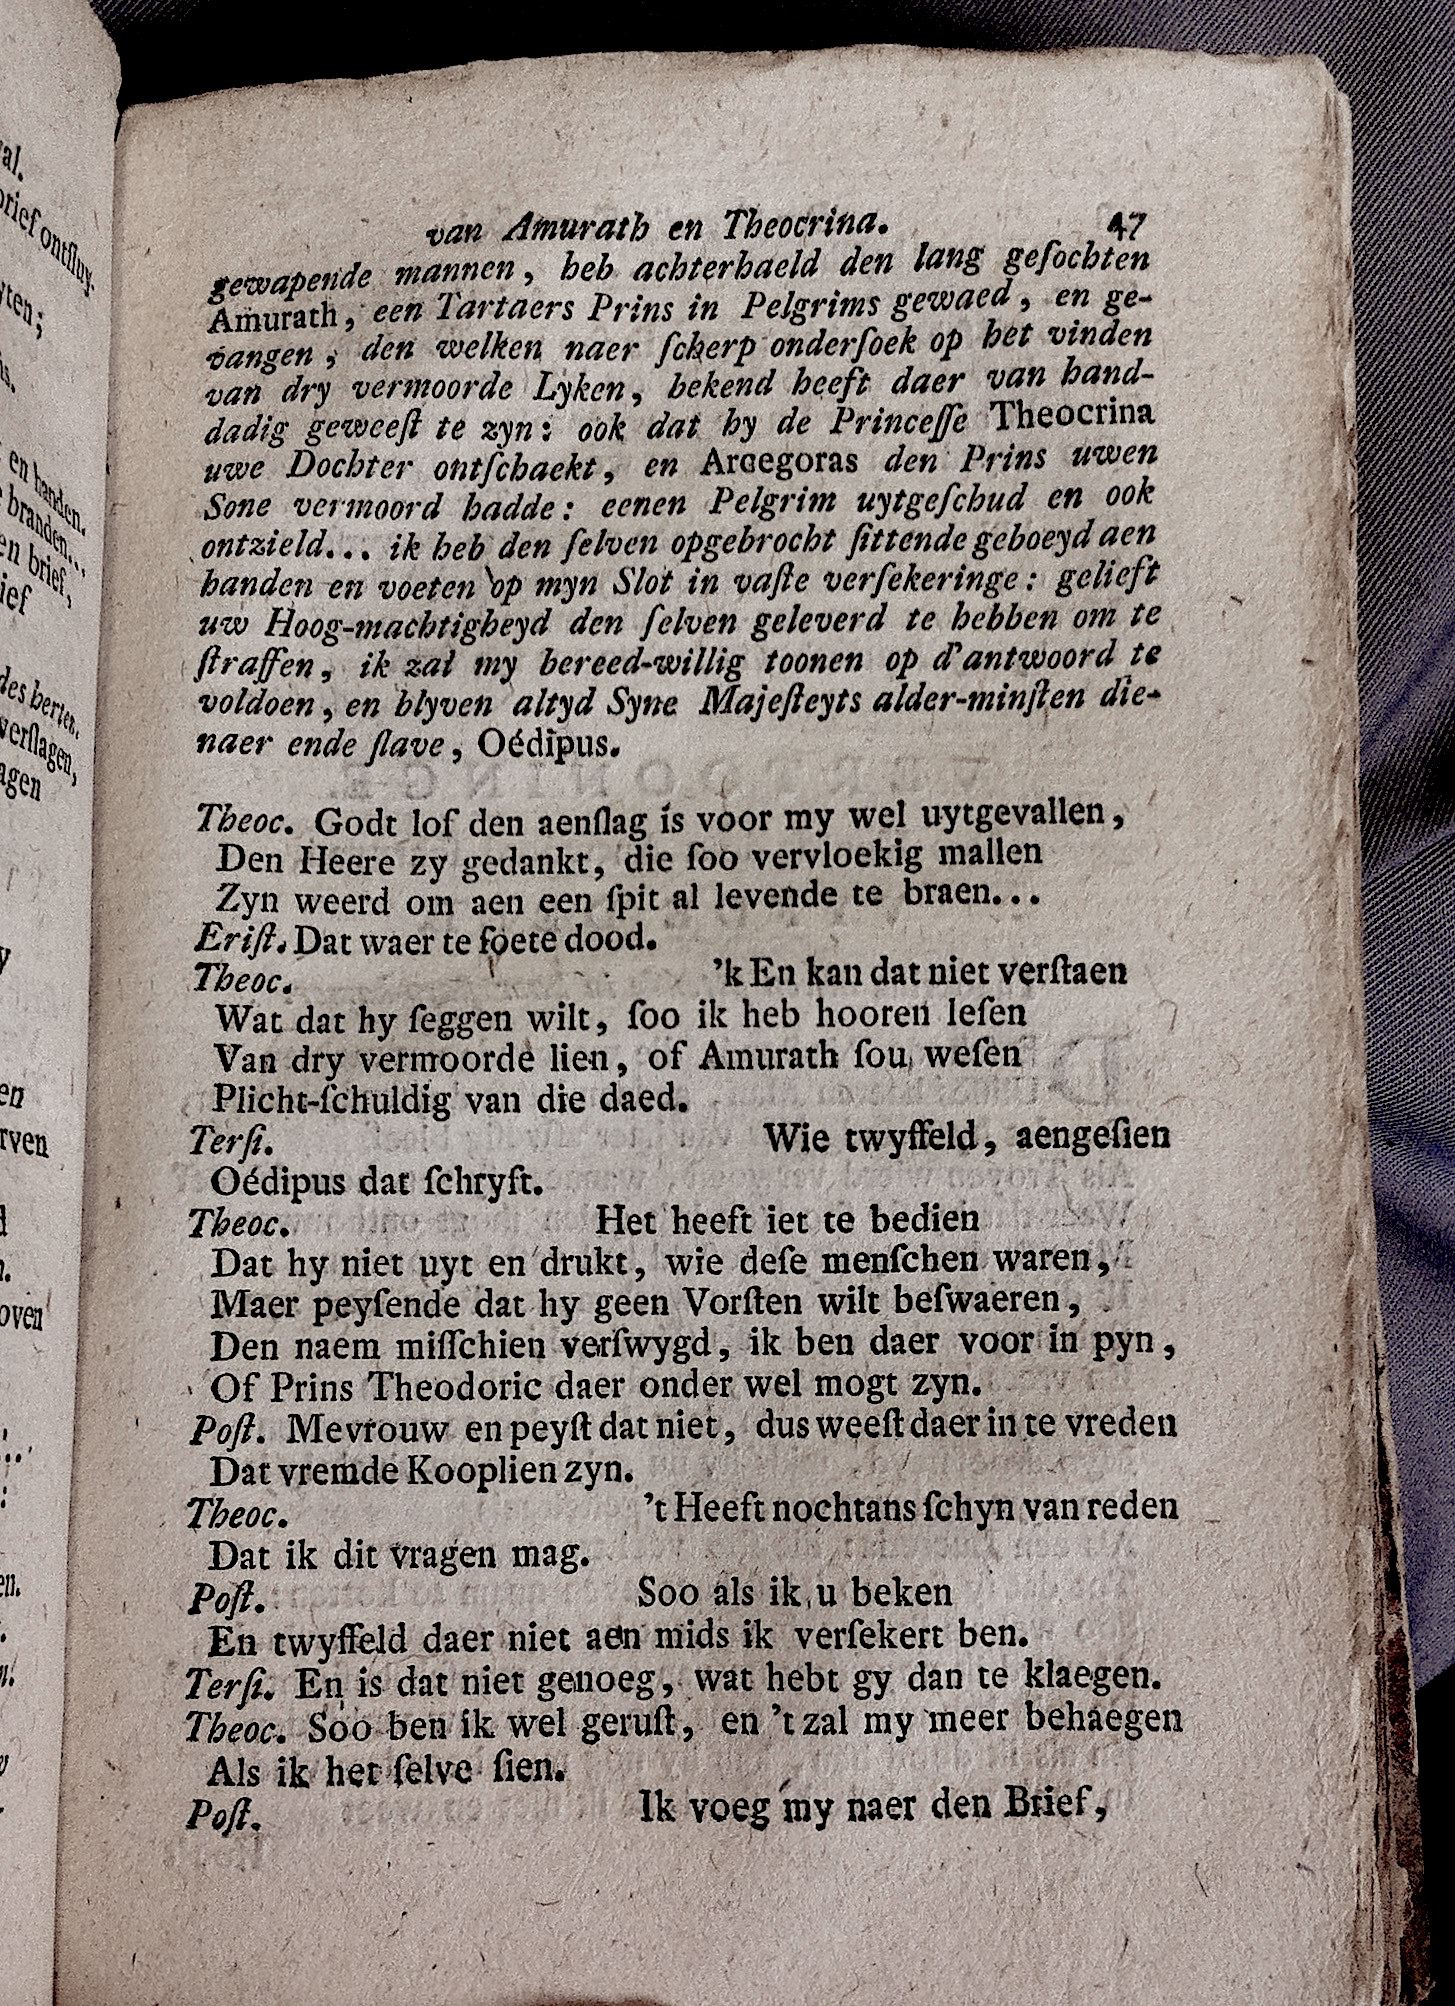 van Amurath en Theocrina. 47
gewapende mannen, heb achterhaeld den lang geſochten
Amurath, een Tartaers Prins in Pelgrims gewaed, en ge-
vangen, den welken naer ſcherp onderſoek op het vinden
van dry vermoorde Lyken, bekend heeft daer van hand-
dadig geweeſt te zyn: ook dat hy de Princeſſe Theocrina
uwe Dochter ontſchaekt, en Arcegoras den Prins uwen
Sone vermoord hadde: eenen Pelgrim uytgeſchud en ook
ontzield... ik heb den ſelven opgebrocht ſittende geboeyd aen
handen en voeten op myn Slot in vaſte verſekeringe: gelieft
uw Hoog-machtigheyd den ſelven geleverd te hebben om te
ſtraffen, ik zal my bereed-willig toonen op d'antwoord te
voldoen, en blyven altyd Syne Majeſteyts alder-minſten die-
naer ende ſlave, Oédipus.
Theoc. Godt lof den aenſlag is voor my wel uytgevallen,
Den Heere zy gedankt, die ſoo vervloekig mallen
Zyn weerd om aen een ſpit al levende te braen...
Eriſt. Dat waer te ſoete dood.
Theoc. 'k En kan dat niet verſtaen
Wat dat hy ſeggen wilt, ſoo ik heb hooren leſen
Van dry vermoorde lien, of Amurath ſou weſen
Plicht-ſchuldig van die daed.
Terſi. Wie twyffeld, aengeſien
Oédipus dat ſchryft.
Theoc. Het heeft iet te bedien
Dat hy niet uyt en drukt, wie deſe menſchen waren,
Maer peyſende dat hy geen Vorſten wilt beſwaeren,
Den naem miſſchien verſwygd, ik ben daer voor in pyn,
Of Prins Theodoric daer onder wel mogt zyn.
Poſt. Mevrouw en peyſt dat niet, dus weeſt daer in te vreden
Dat vremde Kooplien zyn.
Theoc. 't Heeft nochtans ſchyn van reden
Dat ik dit vragen mag.
Poſt. Soo als ik u beken
En twyffeld daer niet aen mids ik verſekert ben.
Terſi. En is dat niet genoeg, wat hebt gy dan te klaegen.
Theoc. Soo ben ik wel geruſt, en 't zal my meer behaegen
Als ik het ſelve ſien.
Poſt. Ik voeg my naer den Brief,